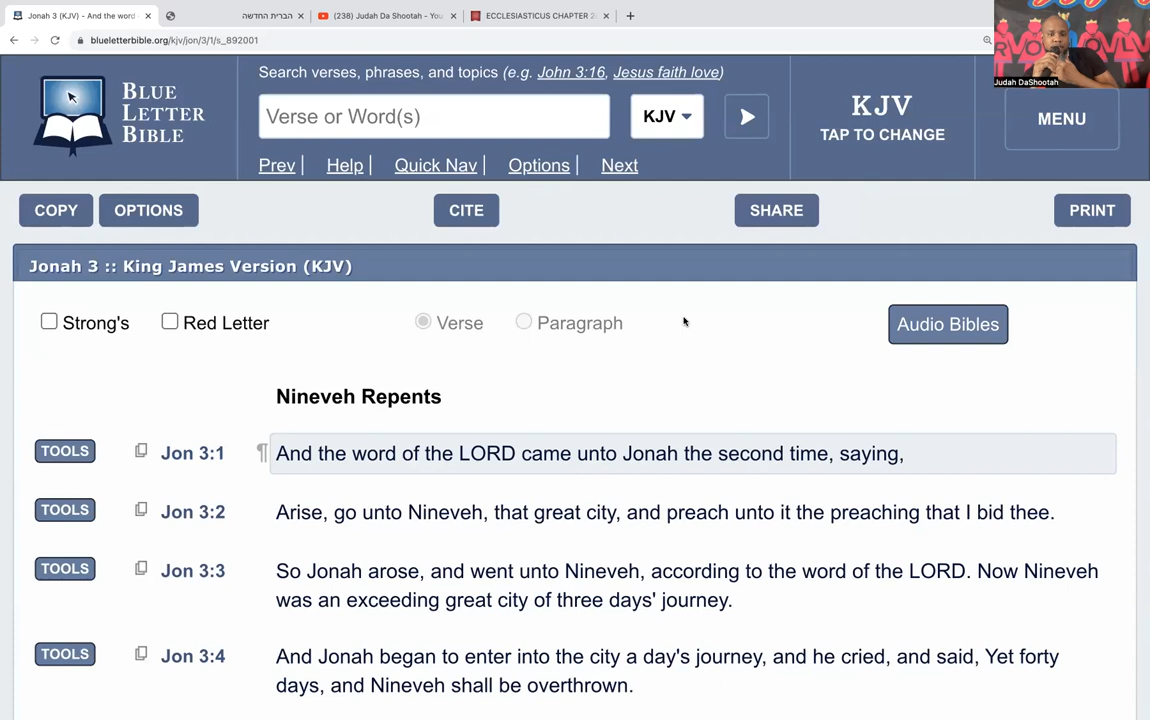 Jonah 3 (KJV) - And the word
הברית החדשה
(238) Judah Da Shootah - You
ECCLESIASTICUS CHAPTER 2
blueletterbible.org/kjv/jon/3/1/s_892001
Judah DaShootah
BLUE
LETTER
BIBLE
Search verses, phrases, and topics (e.g. John 3:16, Jesus faith love)
Verse or Word(s)
KJV
Prev | Help | Quick Nav | Options | Next
KJV
TAP TO CHANGE
MENU
COPY OPTIONS CITE SHARE PRINT
Jonah 3 :: King James Version (KJV)
Strong's Red Letter Verse Paragraph Audio Bibles
Nineveh Repents
TOOLS Jon 3:1 ¶ And the word of the LORD came unto Jonah the second time, saying,
TOOLS Jon 3:2 Arise, go unto Nineveh, that great city, and preach unto it the preaching that I bid thee.
TOOLS Jon 3:3 So Jonah arose, and went unto Nineveh, according to the word of the LORD. Now Nineveh
was an exceeding great city of three days' journey.
TOOLS Jon 3:4 And Jonah began to enter into the city a day's journey, and he cried, and said, Yet forty
days, and Nineveh shall be overthrown.